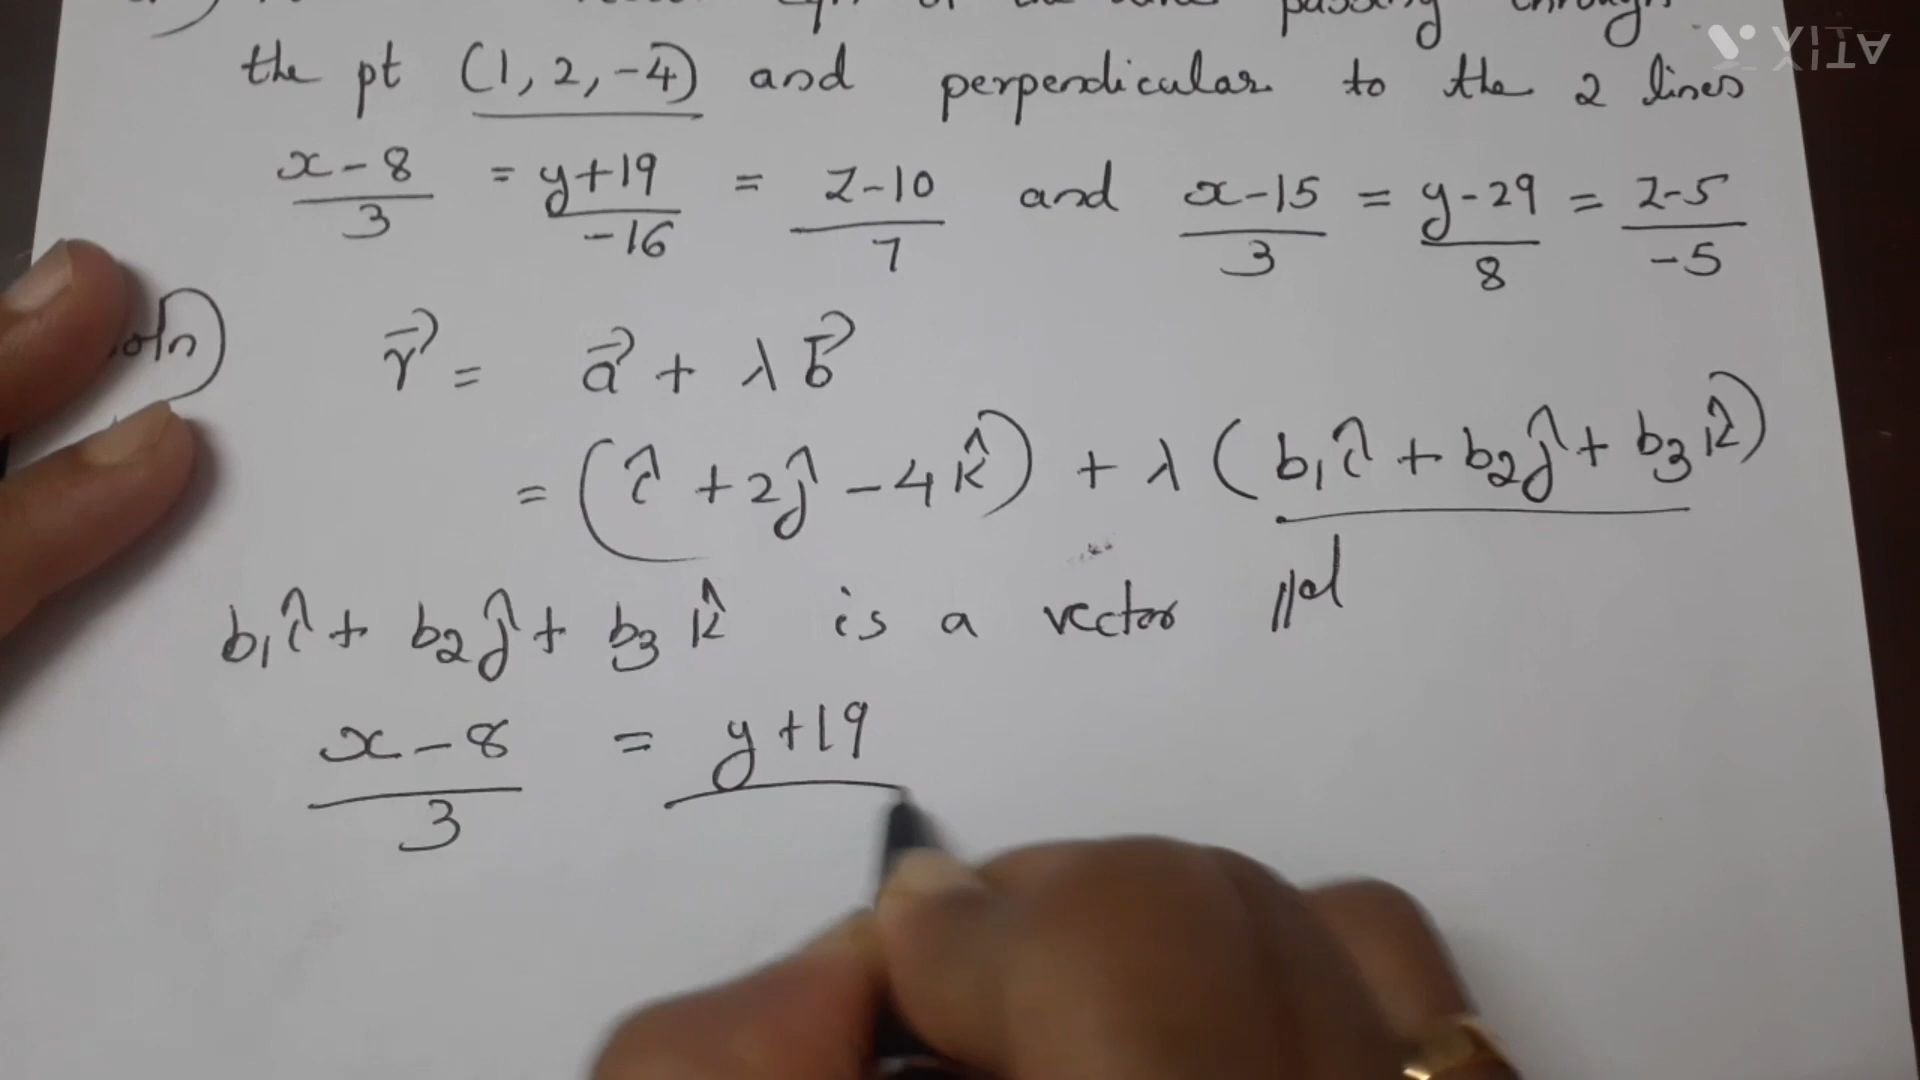 passing through
the pt (1, 2, -4) and perpendicular to the 2 lines
x-8/3 = y+19/-16 = z-10/7 and x-15/3 = y-29/8 = z-5/-5
Soln) r⃗ = a⃗ + λ b⃗
= (î + 2ĵ - 4k̂) + λ (b₁î + b₂ĵ + b₃k̂)
b₁î + b₂ĵ + b₃k̂ is a vector ||el
x-8/3 = y+19